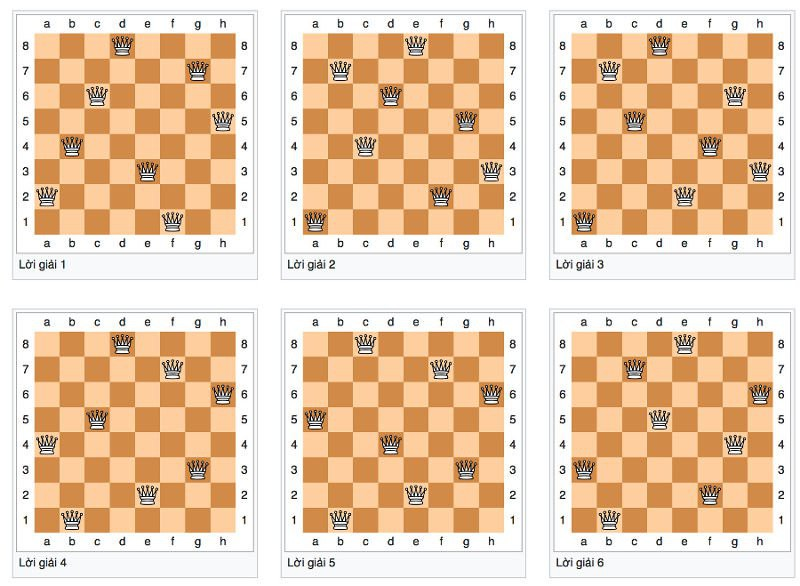 a b c d e f g h a b c d e f g h a b c d e f g h
8 8 8 8 8 8
7 7 7 7 7 7
6 6 6 6 6 6
5 5 5 5 5 5
4 4 4 4 4 4
3 3 3 3 3 3
2 2 2 2 2 2
1 1 1 1 1 1
a b c d e f g h a b c d e f g h a b c d e f g h
Lời giải 1 Lời giải 2 Lời giải 3
a b c d e f g h a b c d e f g h a b c d e f g h
8 8 8 8 8 8
7 7 7 7 7 7
6 6 6 6 6 6
5 5 5 5 5 5
4 4 4 4 4 4
3 3 3 3 3 3
2 2 2 2 2 2
1 1 1 1 1 1
a b c d e f g h a b c d e f g h a b c d e f g h
Lời giải 4 Lời giải 5 Lời giải 6